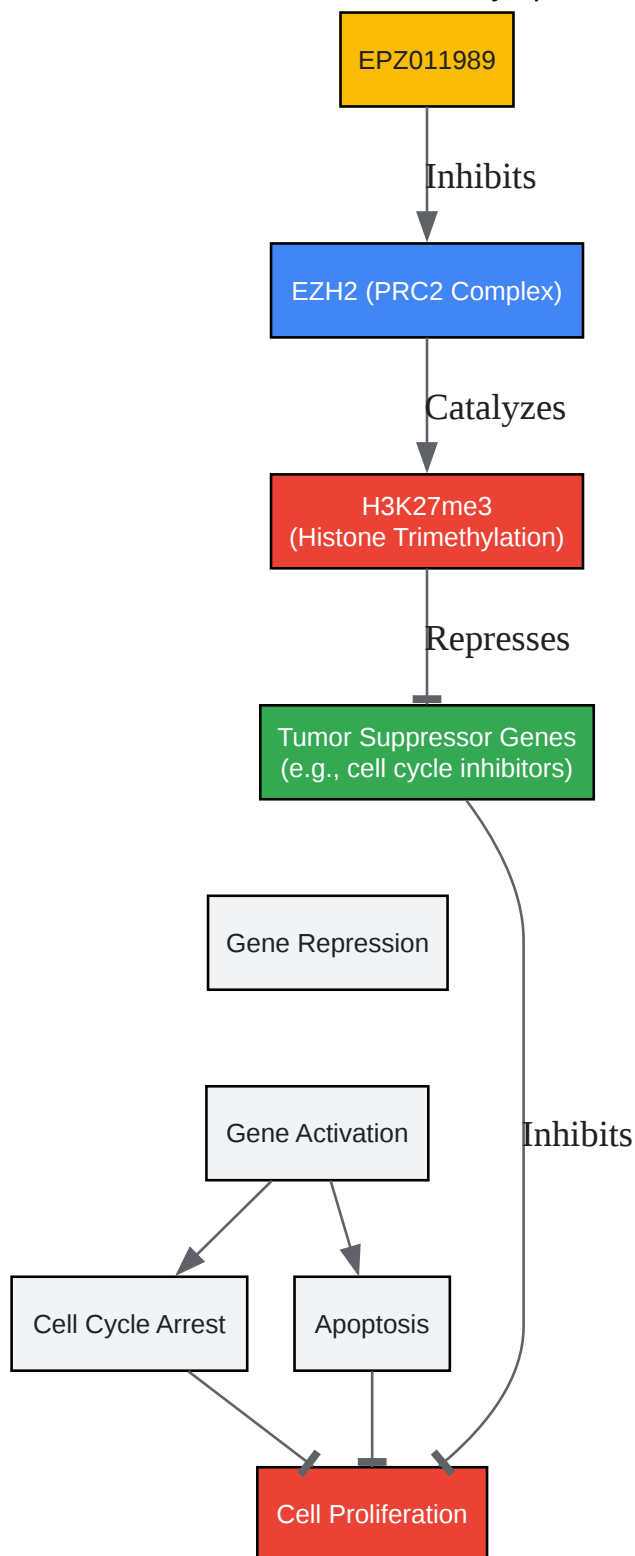 EPZ011989
Inhibits
EZH2 (PRC2 Complex)
Catalyzes
H3K27me3
(Histone Trimethylation)
Represses
Tumor Suppressor Genes
(e.g., cell cycle inhibitors)
Gene Repression
Gene Activation
Inhibits
Cell Cycle Arrest
Apoptosis
Cell Proliferation